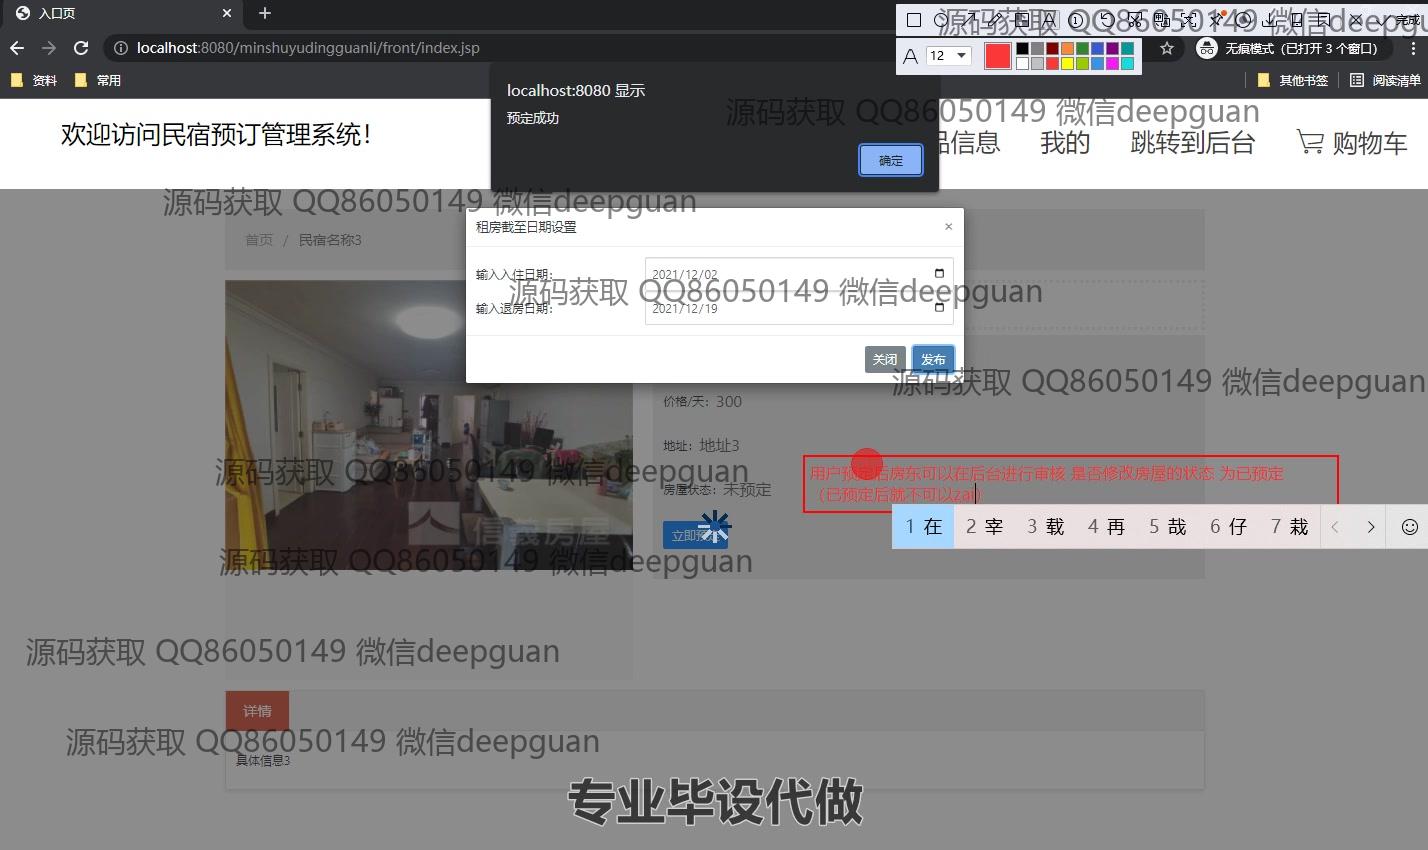 入口页
localhost:8080/minshuyudingguanli/front/index.jsp
12
完成
无痕模式（已打开 3 个窗口）
资料
常用
其他书签
阅读清单
localhost:8080 显示
预定成功
确定
欢迎访问民宿预订管理系统！
品信息
我的
跳转到后台
购物车
源码获取 QQ86050149 微信deepguan
源码获取 QQ86050149 微信deepguan
源码获取 QQ86050149 微信deepguan
首页 / 民宿名称3
租房截至日期设置
×
输入入住日期：
2021/12/02
源码获取 QQ86050149 微信deepguan
输入退房日期：
2021/12/19
关闭
发布
源码获取 QQ86050149 微信deepguan
价格/天：300
地址：地址3
房屋状态：未预定
用户预定后房东可以在后台进行审核 是否修改房屋的状态 为已预定
（已预定后就不可以zai）
1 在 2 宰 3 载 4 再 5 哉 6 仔 7 栽
源码获取 QQ86050149 微信deepguan
信義房屋
源码获取 QQ86050149 微信deepguan
源码获取 QQ86050149 微信deepguan
详情
源码获取 QQ86050149 微信deepguan
具体信息3
专业毕设代做